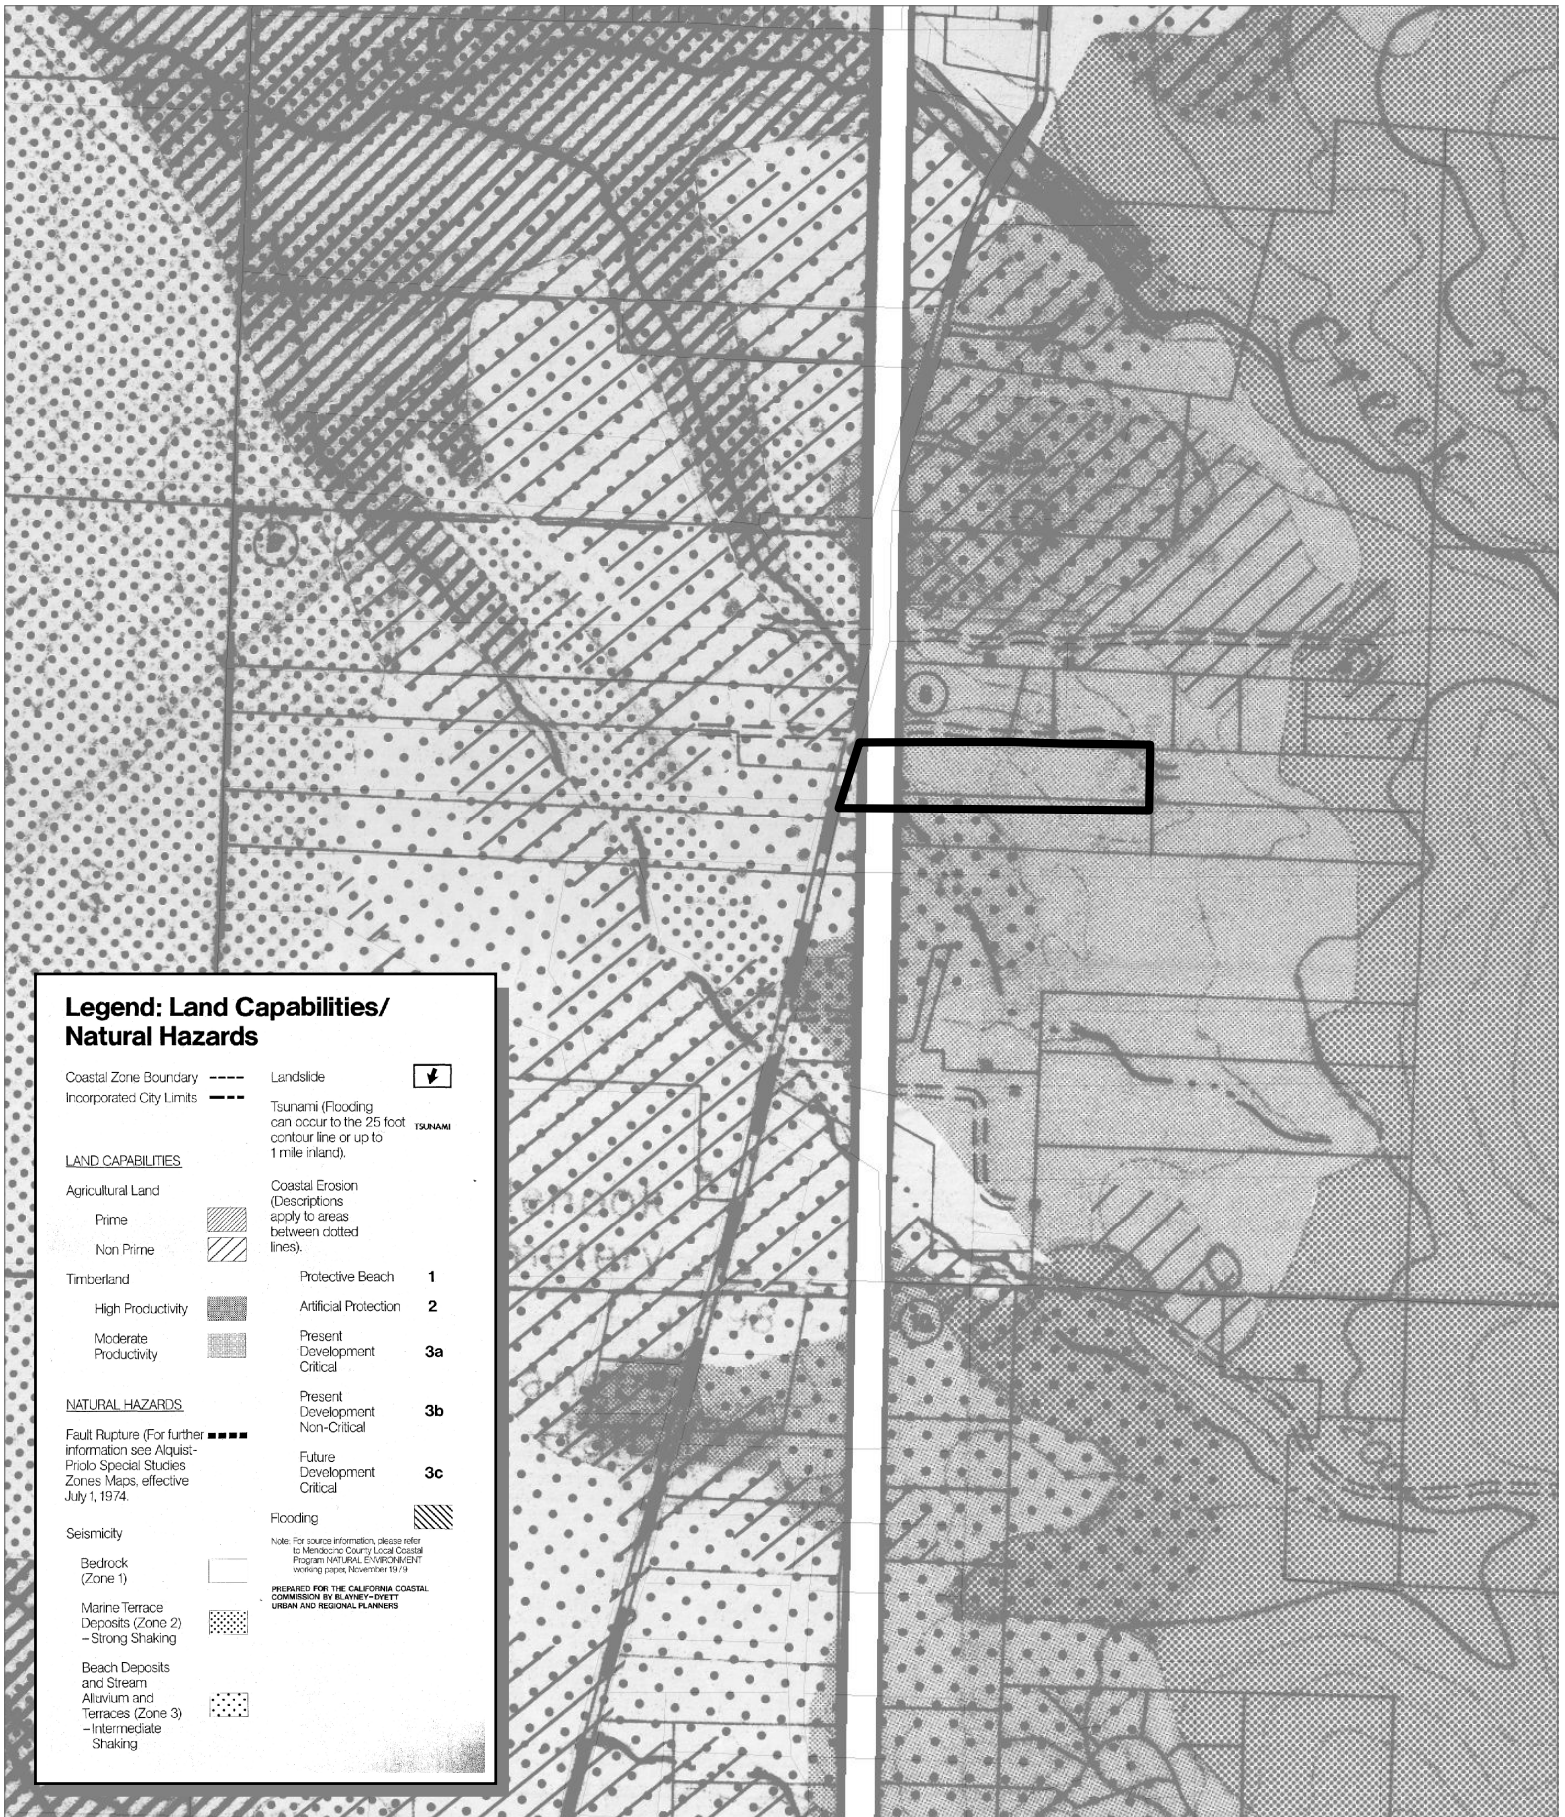 Creek
200
Legend: Land Capabilities/
Natural Hazards
Coastal Zone Boundary
Incorporated City Limits
LAND CAPABILITIES
Agricultural Land
Prime
Non Prime
Timberland
High Productivity
Moderate
Productivity
NATURAL HAZARDS
Fault Rupture (For further
information see Alquist-
Priolo Special Studies
Zones Maps, effective
July 1, 1974.
Seismicity
Bedrock
(Zone 1)
Marine Terrace
Deposits (Zone 2)
–Strong Shaking
Beach Deposits
and Stream
Alluvium and
Terraces (Zone 3)
–Intermediate
Shaking
Landslide
Tsunami (Flooding
can occur to the 25 foot
contour line or up to
1 mile inland).
TSUNAMI
Coastal Erosion
(Descriptions
apply to areas
between dotted
lines).
Protective Beach 1
Artificial Protection 2
Present
Development
Critical
3a
Present
Development
Non-Critical
3b
Future
Development
Critical
3c
Flooding
Note: For source information, please refer
to Mendocino County Local Coastal
Program NATURAL ENVIRONMENT
working paper, November 1979
PREPARED FOR THE CALIFORNIA COASTAL
COMMISSION BY BLAYNEY–DYETT
URBAN AND REGIONAL PLANNERS